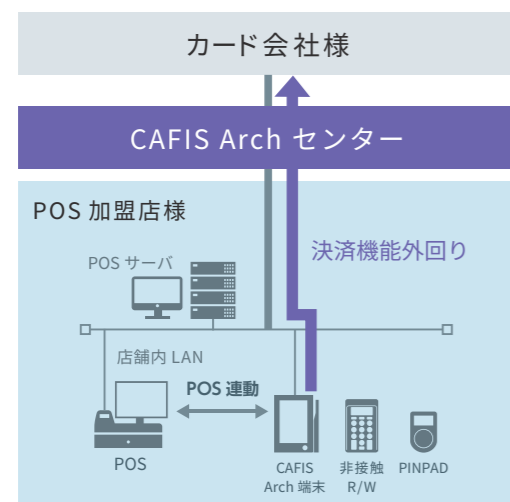 カード会社様
CAFIS Arch センター
POS 加盟店様
決済機能外回り
POS サーバ
店舗内 LAN
POS 連動
POS
CAFIS
Arch 端末
非接触
R/W
PINPAD